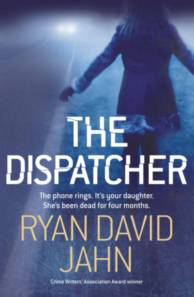 THE
DISPATCHER
The phone rings. It's your daughter.
She's been dead for four months.
RYAN DAVID
JAHN
Crime Writers' Association Award winner